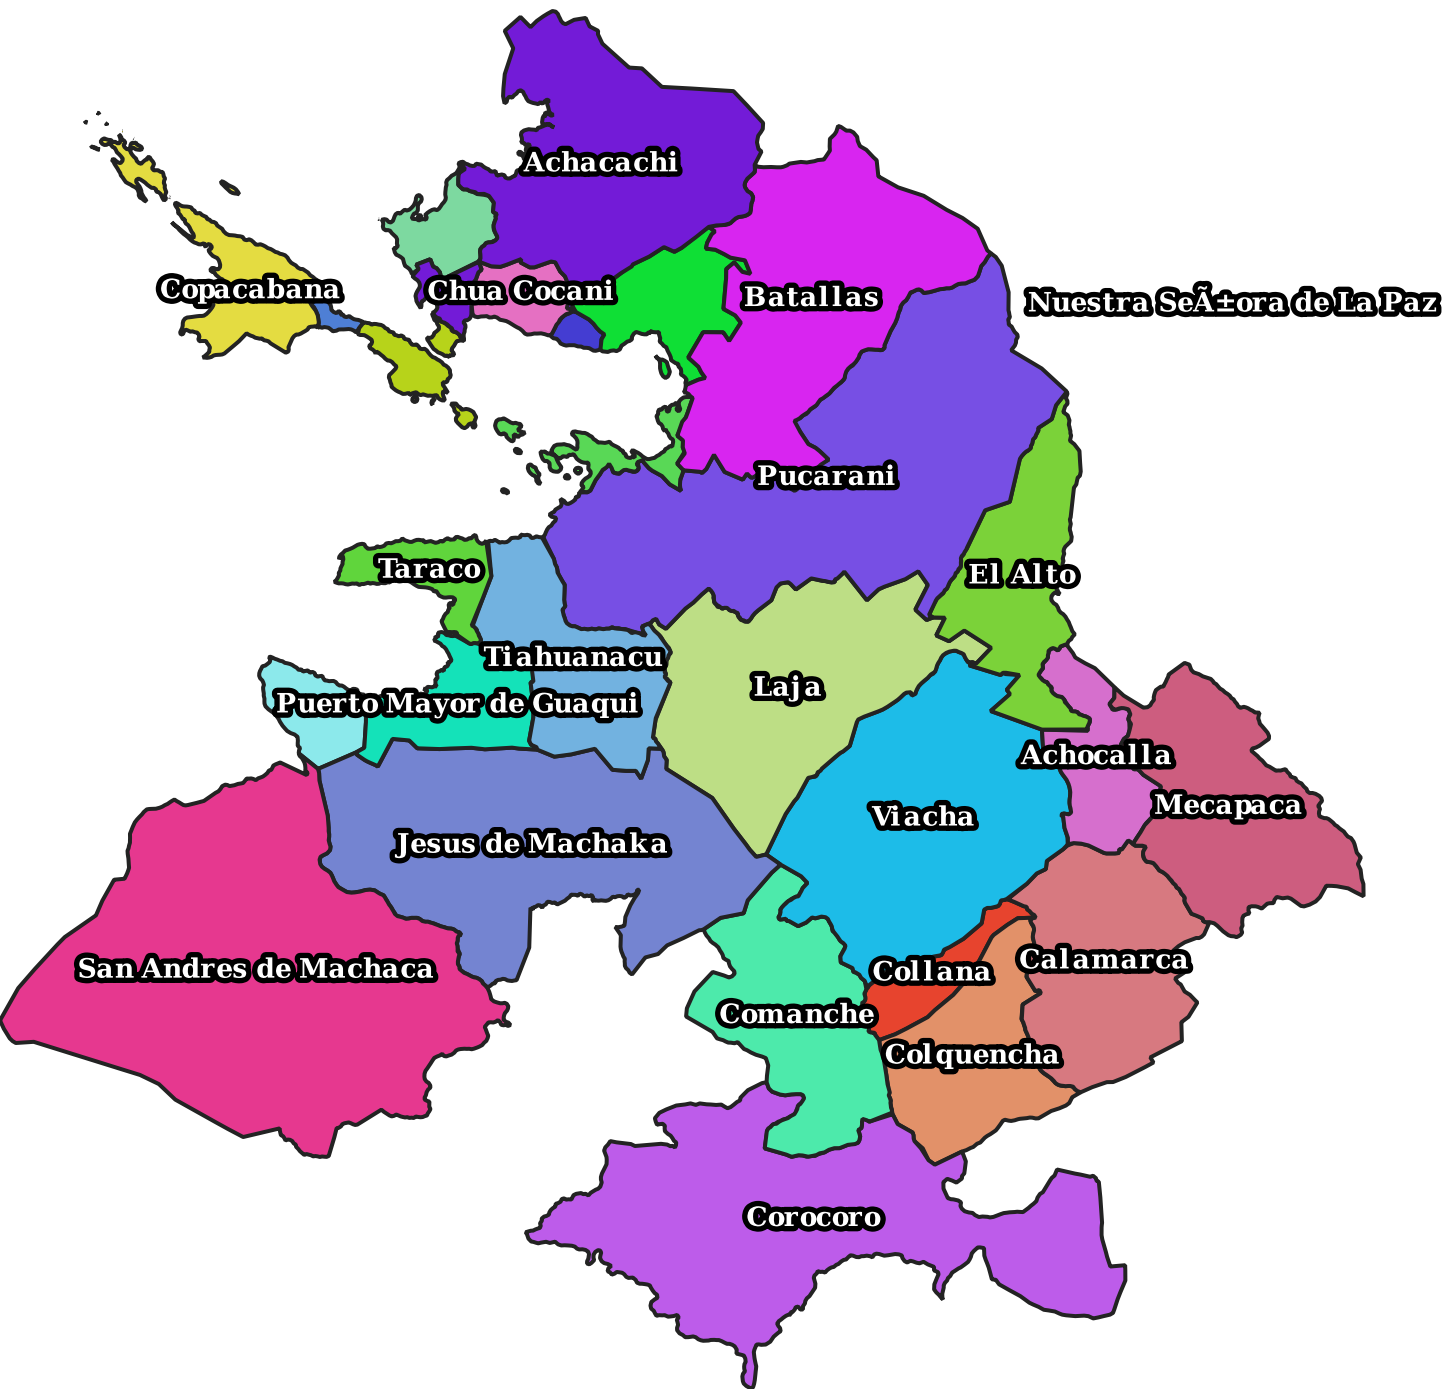 Achacachi
Copacabana
Chua Cocani
Batallas
Nuestra SeÃ±ora de La Paz
Pucarani
Taraco
El Alto
Tiahuanacu
Laja
Puerto Mayor de Guaqui
Achocalla
Mecapaca
Viacha
Jesus de Machaka
San Andres de Machaca
Collana
Calamarca
Comanche
Colquencha
Corocoro